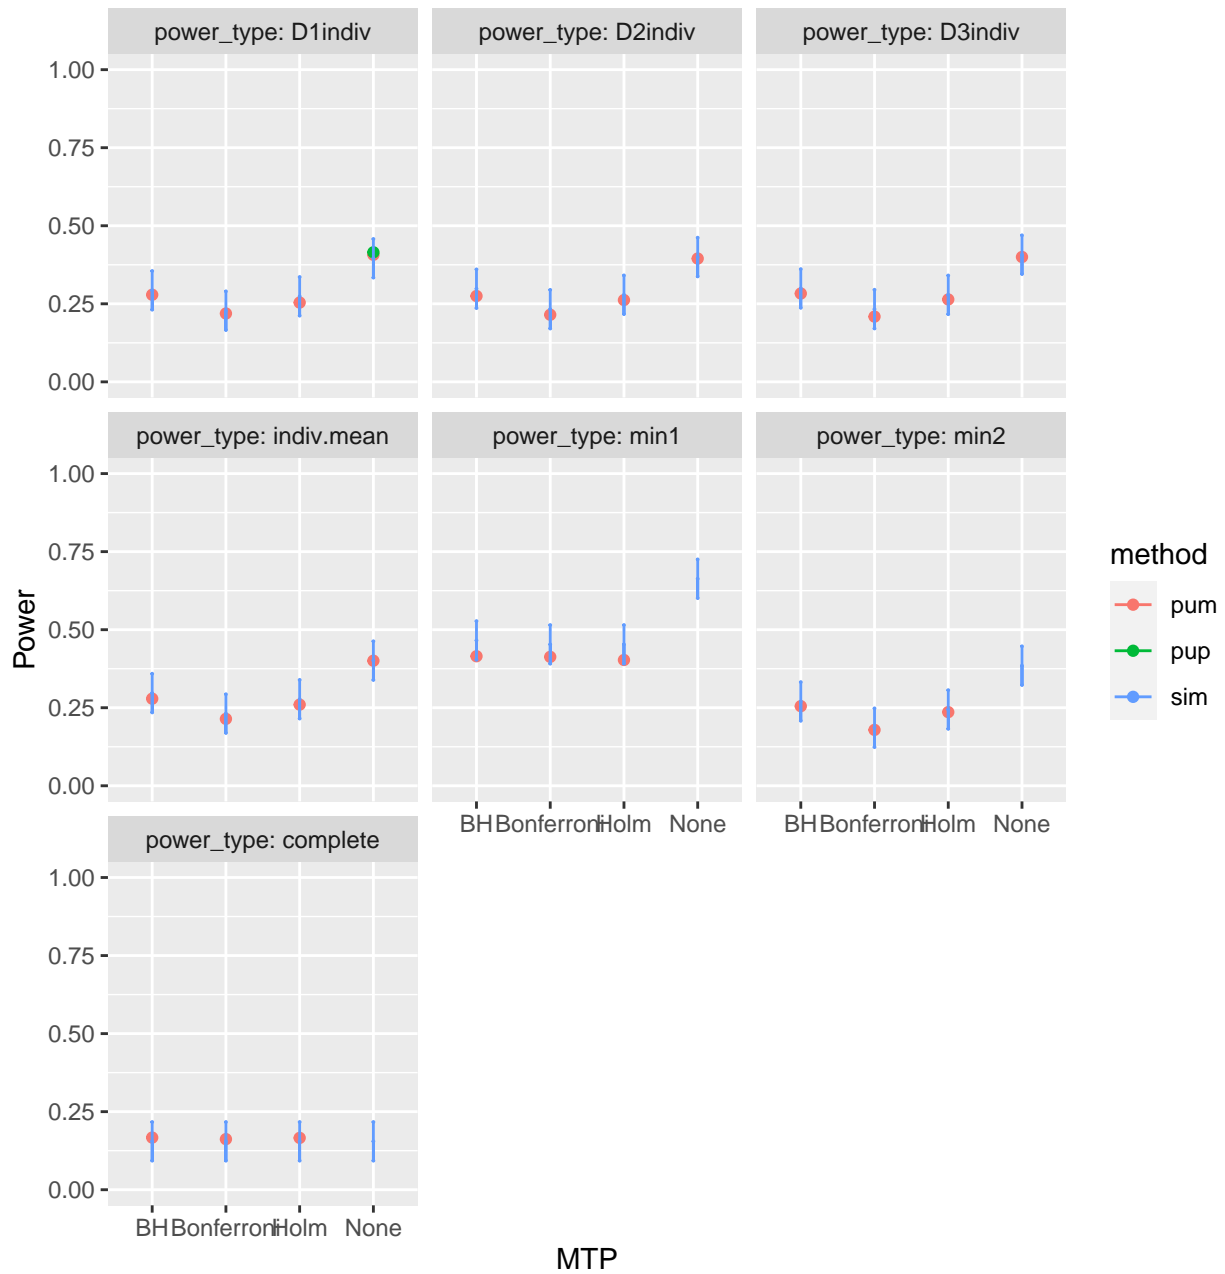 power_type: D1indiv
power_type: D2indiv
power_type: D3indiv
1.00
0.75
0.50
0.25
0.00
power_type: indiv.mean
power_type: min1
power_type: min2
1.00
0.75
0.50
0.25
0.00
BH Bonferroni Holm None
BH Bonferroni Holm None
power_type: complete
1.00
0.75
0.50
0.25
0.00
BH Bonferroni Holm None
MTP
Power
method
pum
pup
sim